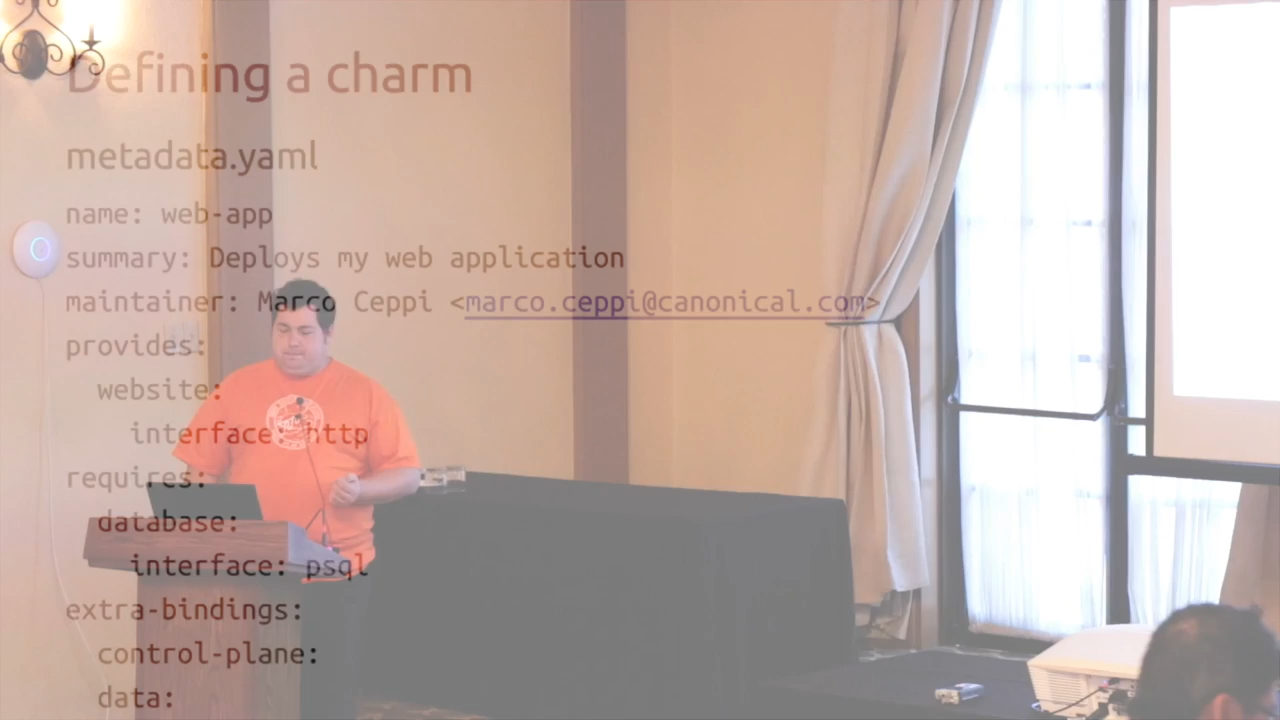 Defining a charm
metadata.yaml
name: web-app
summary: Deploys my web application
maintainer: Marco Ceppi <marco.ceppi@canonical.com>
provides:
website:
interface: http
requires:
database:
interface: psql
extra-bindings:
control-plane:
data: